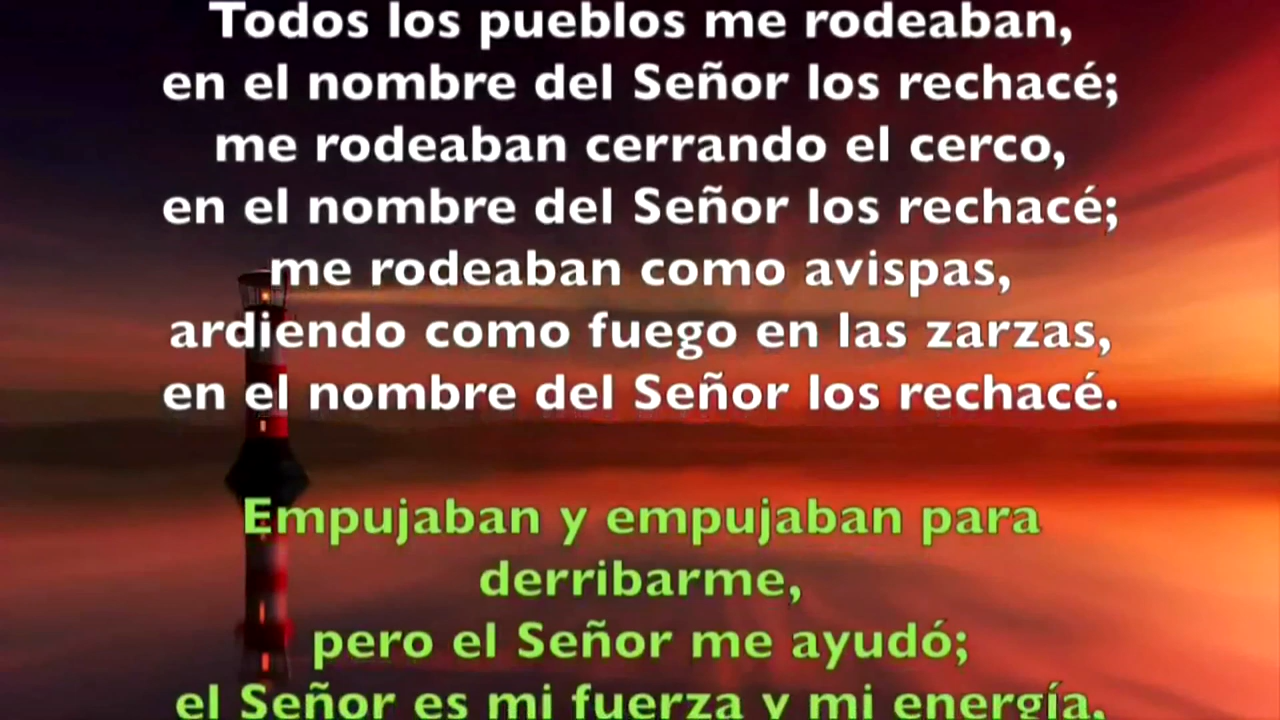 Todos los pueblos me rodeaban,
en el nombre del Señor los rechacé;
me rodeaban cerrando el cerco,
en el nombre del Señor los rechacé;
me rodeaban como avispas,
ardiendo como fuego en las zarzas,
en el nombre del Señor los rechacé.
Empujaban y empujaban para
derribarme,
pero el Señor me ayudó;
el Señor es mi fuerza y mi energía,